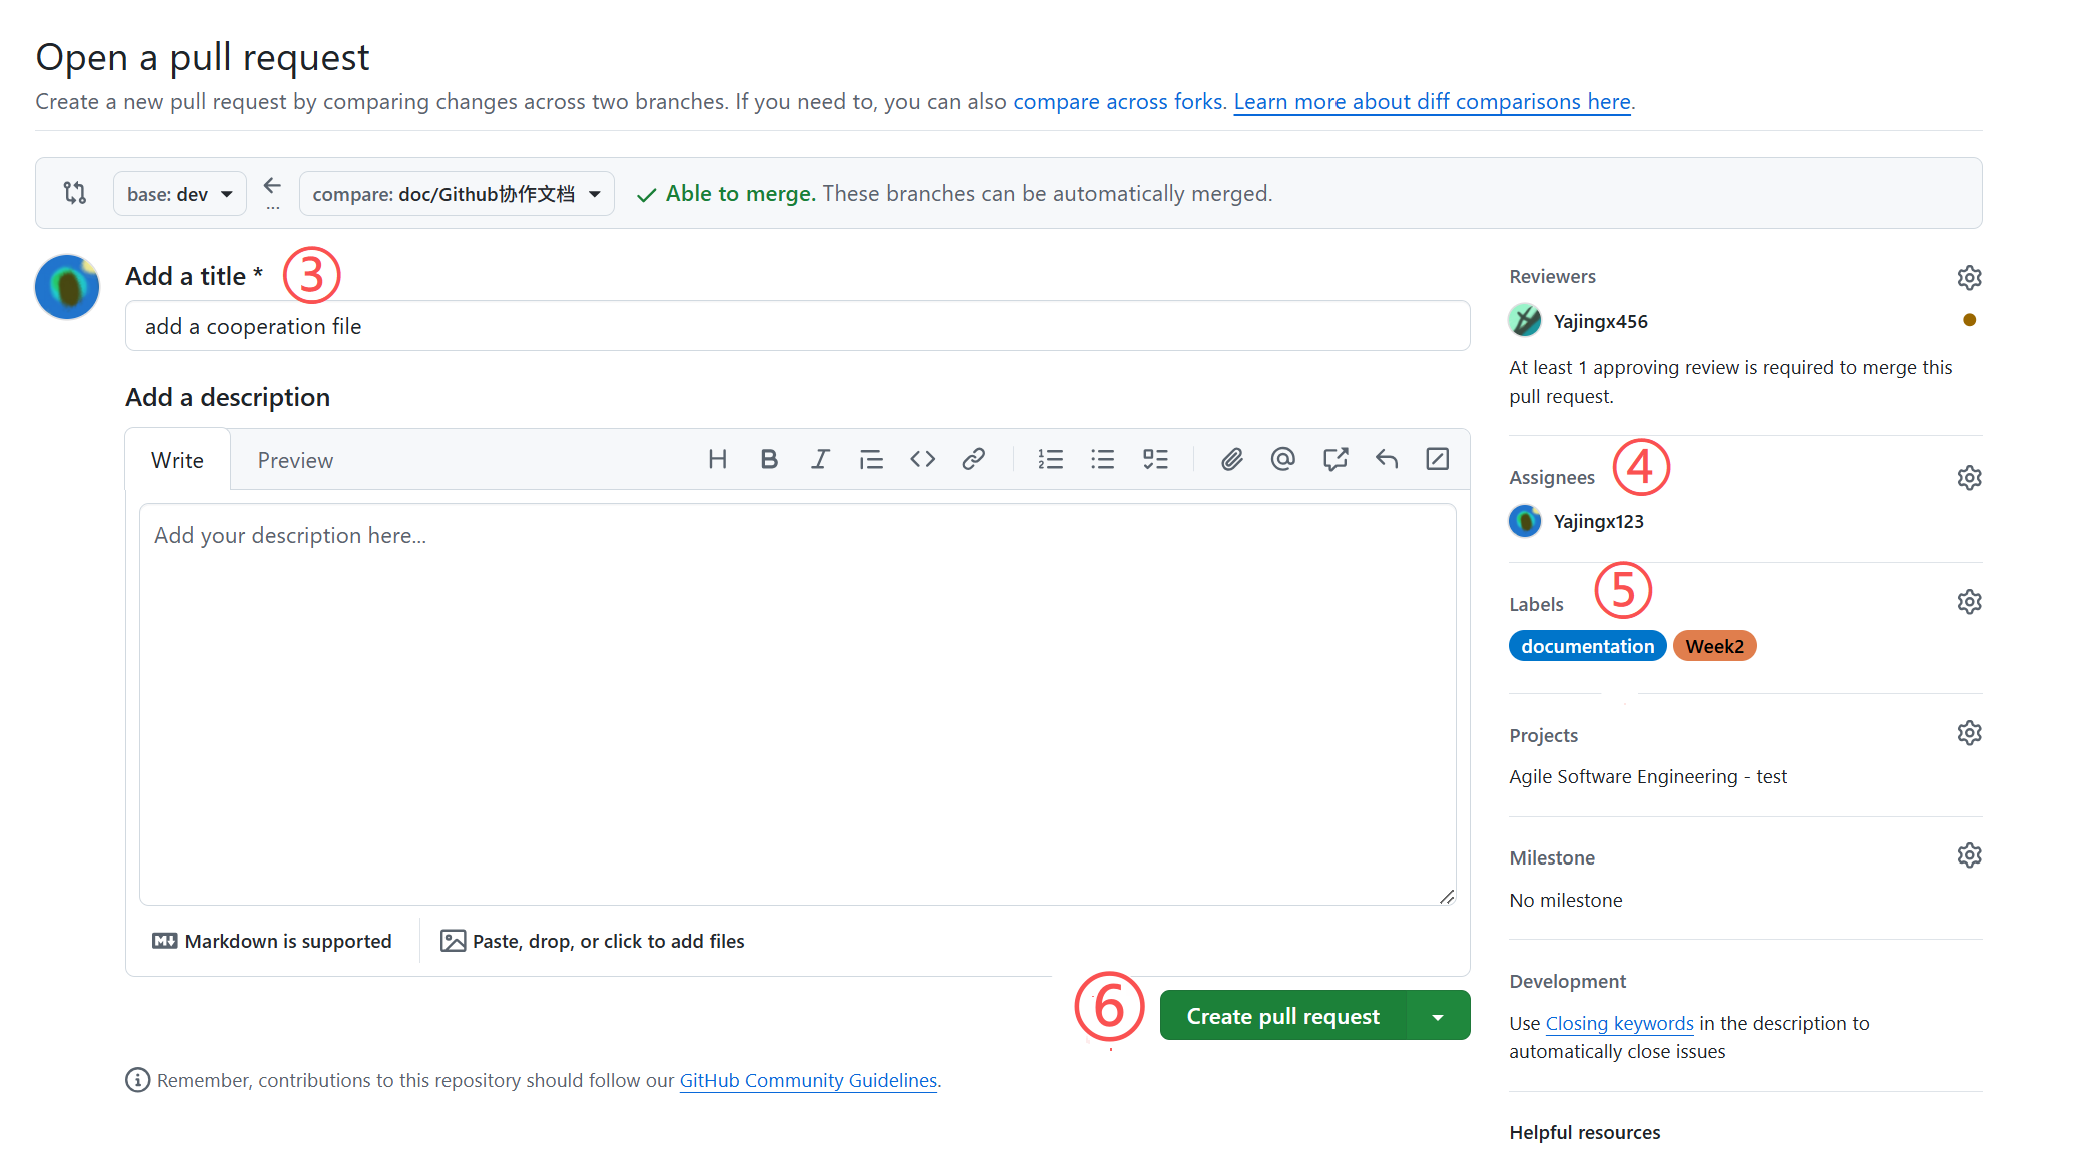 Open a pull request
Create a new pull request by comparing changes across two branches. If you need to, you can also compare across forks. Learn more about diff comparisons here.
base: dev ... compare: doc/Github协作文档 Able to merge. These branches can be automatically merged.
Add a title * ③
add a cooperation file
Add a description
Write Preview
Add your description here...
Markdown is supported Paste, drop, or click to add files
⑥ Create pull request
Remember, contributions to this repository should follow our GitHub Community Guidelines.
Reviewers
Yajingx456
At least 1 approving review is required to merge this
pull request.
Assignees ④
Yajingx123
Labels ⑤
documentation Week2
Projects
Agile Software Engineering - test
Milestone
No milestone
Development
Use Closing keywords in the description to
automatically close issues
Helpful resources